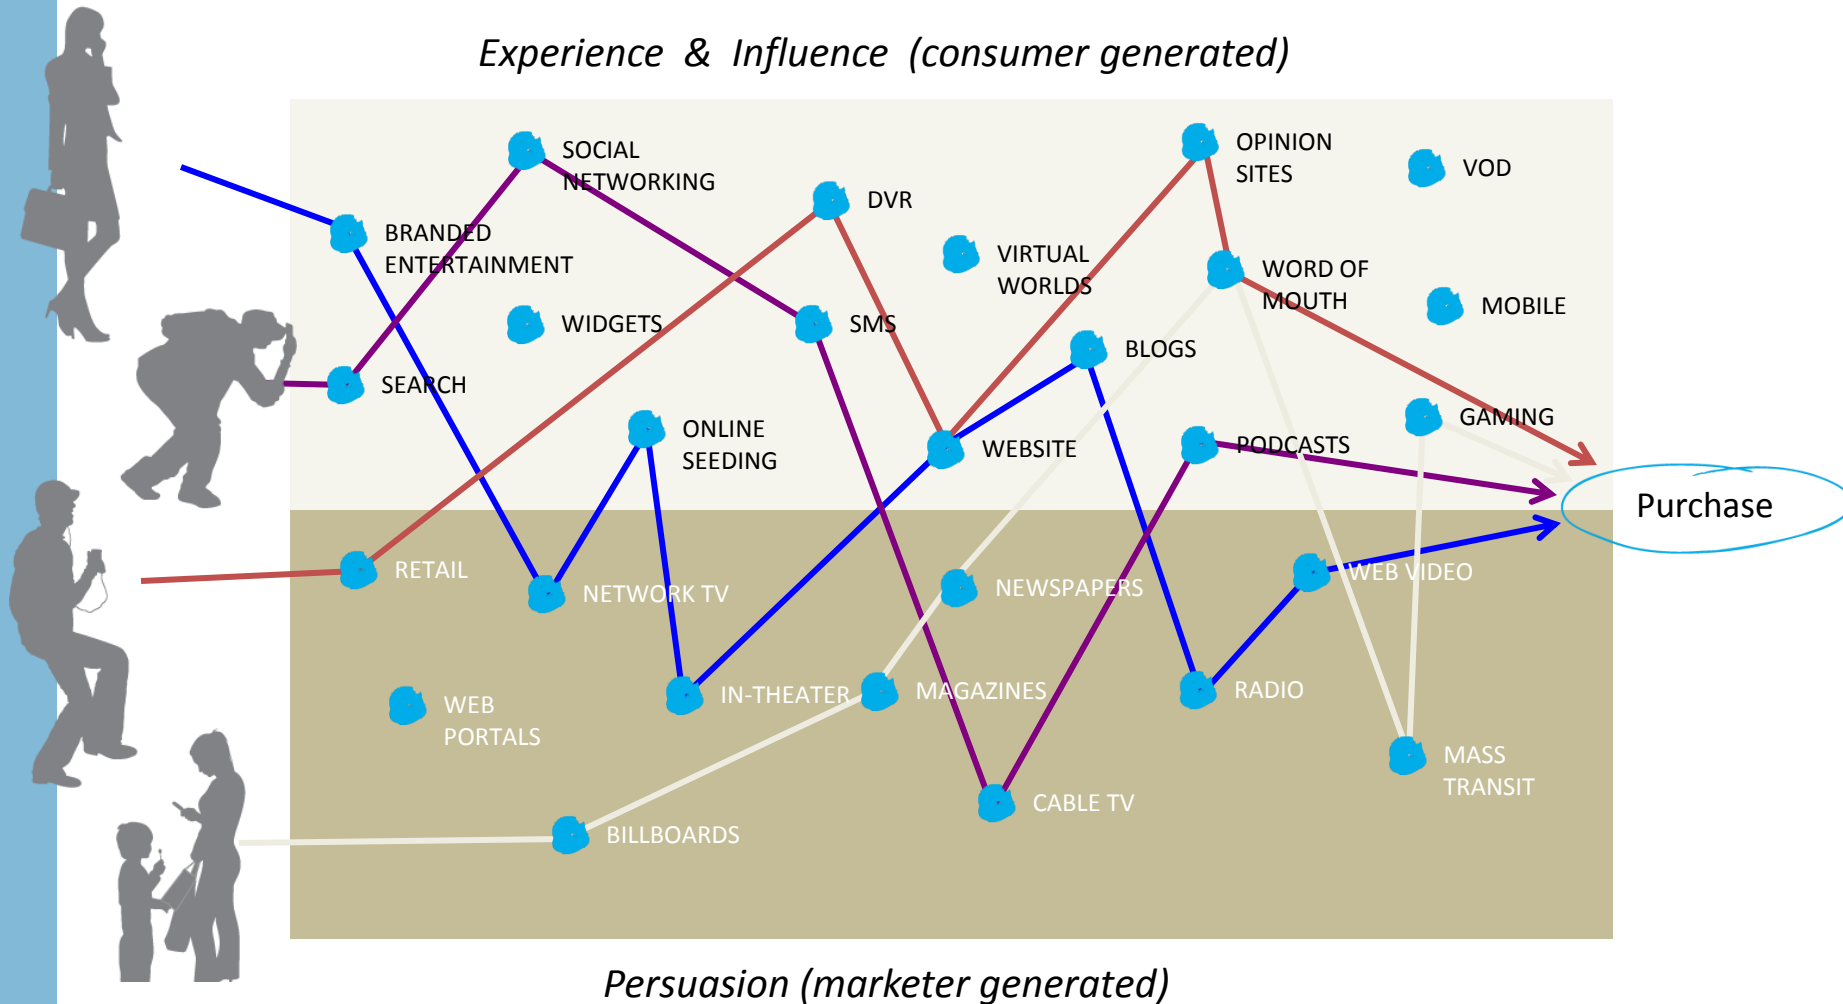 Experience & Influence (consumer generated)
SOCIAL
NETWORKING
OPINION
SITES
VOD
DVR
BRANDED
ENTERTAINMENT
VIRTUAL
WORLDS
WORD OF
MOUTH
MOBILE
WIDGETS
SMS
BLOGS
SEARCH
ONLINE
SEEDING
WEBSITE
PODCASTS
GAMING
Purchase
RETAIL
NETWORK TV
NEWSPAPERS
WEB VIDEO
WEB
PORTALS
IN-THEATER
MAGAZINES
RADIO
MASS
TRANSIT
CABLE TV
BILLBOARDS
Persuasion (marketer generated)